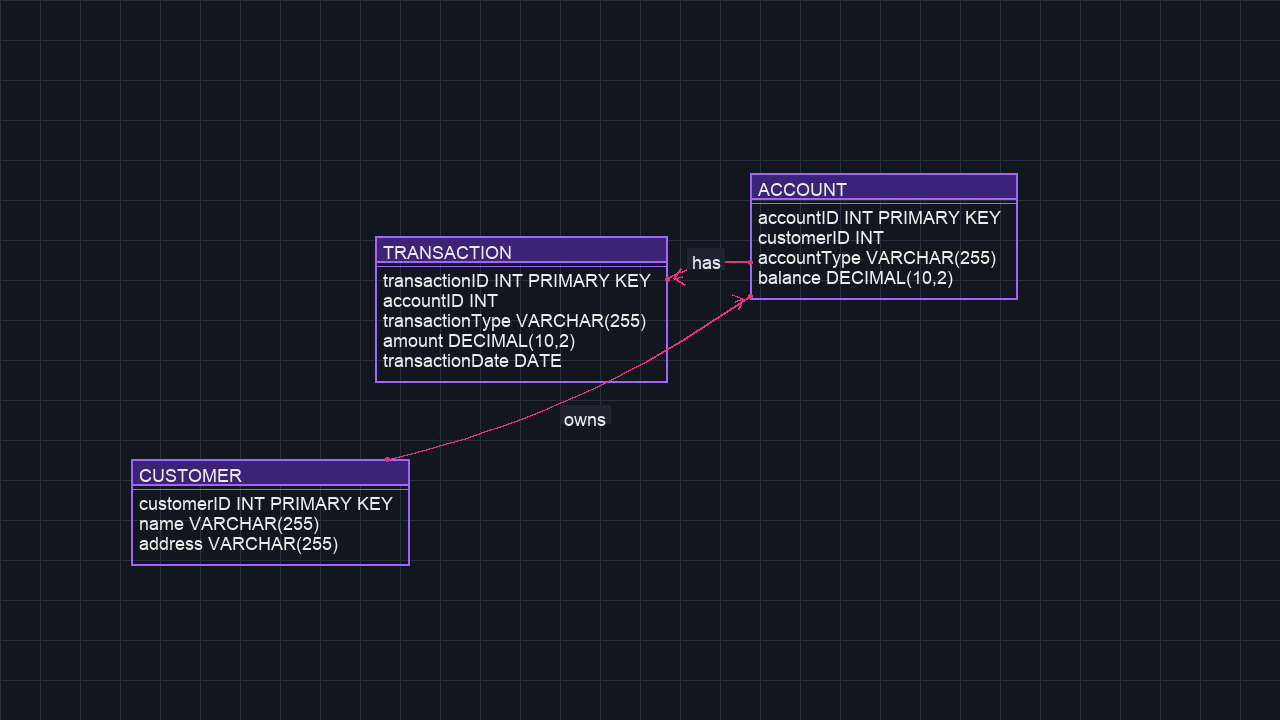 ACCOUNT
accountID INT PRIMARY KEY
customerID INT
accountType VARCHAR(255)
balance DECIMAL(10,2)
has
TRANSACTION
transactionID INT PRIMARY KEY
accountID INT
transactionType VARCHAR(255)
amount DECIMAL(10,2)
transactionDate DATE
owns
CUSTOMER
customerID INT PRIMARY KEY
name VARCHAR(255)
address VARCHAR(255)